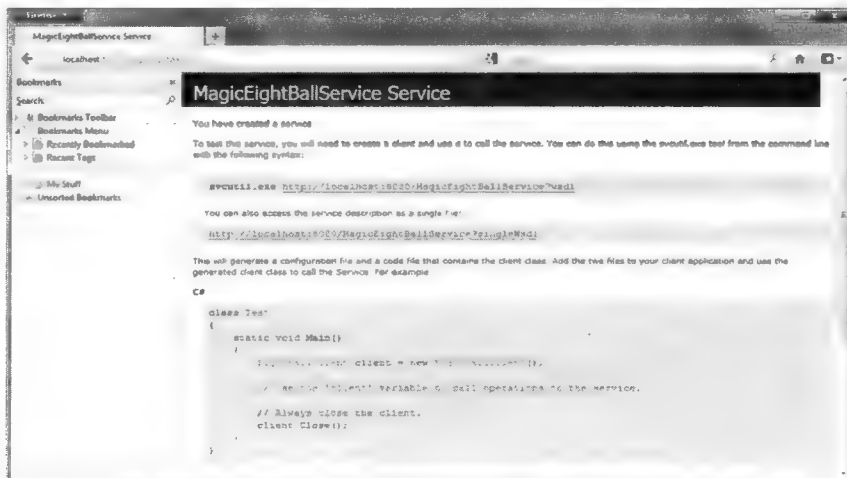 Firefox
MagicEightBallService Service
+
localhost
Bookmarks
Search:
Bookmarks Toolbar
Bookmarks Menu
Recently Bookmarked
Recent Tags
My Stuff
Unsorted Bookmarks
MagicEightBallService Service
You have created a service
To test this service, you will need to create a client and use it to call the service. You can do this using the svcutil.exe tool from the command line
with the following syntax:
svcutil.exe http://localhost:8080/MagicEightBallService?wsdl
You can also access the service description as a single file:
http://localhost:8080/MagicEightBallService?singleWsdl
This will generate a configuration file and a code file that contains the client class. Add the two files to your client application and use the
generated client class to call the Service. For example
C#
class Test
{
static void Main()
{
client = new
'client' variable to call operations on the service.
// Always close the client.
client.Close();
}
}